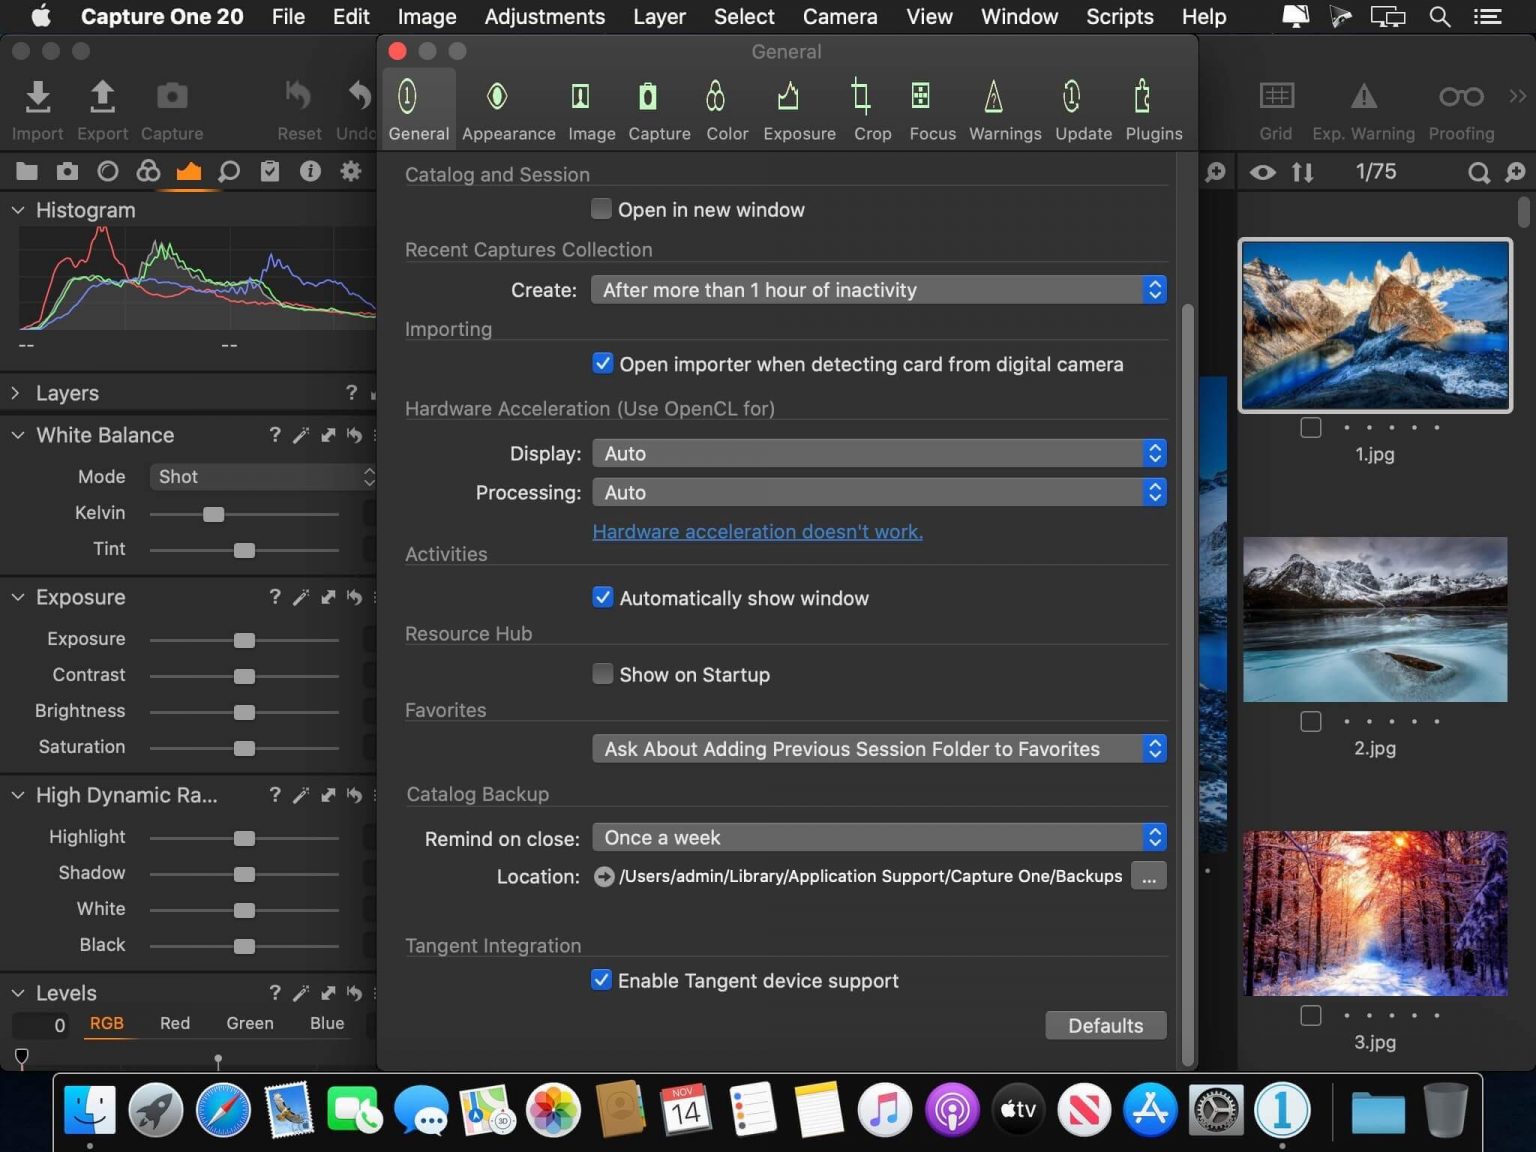 Capture One 20 File Edit Image Adjustments Layer Select Camera View Window Scripts Help
General
Import Export Capture Reset Undo
General Appearance Image Capture Color Exposure Crop Focus Warnings Update Plugins
Grid Exp. Warning Proofing
1/75
Histogram
--
--
Layers ?
White Balance ?
Mode Shot
Kelvin
Tint
Exposure ?
Exposure
Contrast
Brightness
Saturation
High Dynamic Ra... ?
Highlight
Shadow
White
Black
Levels ?
0 RGB Red Green Blue
Catalog and Session
Open in new window
Recent Captures Collection
Create: After more than 1 hour of inactivity
Importing
Open importer when detecting card from digital camera
Hardware Acceleration (Use OpenCL for)
Display: Auto
Processing: Auto
Hardware acceleration doesn't work.
Activities
Automatically show window
Resource Hub
Show on Startup
Favorites
Ask About Adding Previous Session Folder to Favorites
Catalog Backup
Remind on close: Once a week
Location: /Users/admin/Library/Application Support/Capture One/Backups ...
Tangent Integration
Enable Tangent device support
Defaults
1.jpg
2.jpg
3.jpg
3D
NOV
14
tv
1